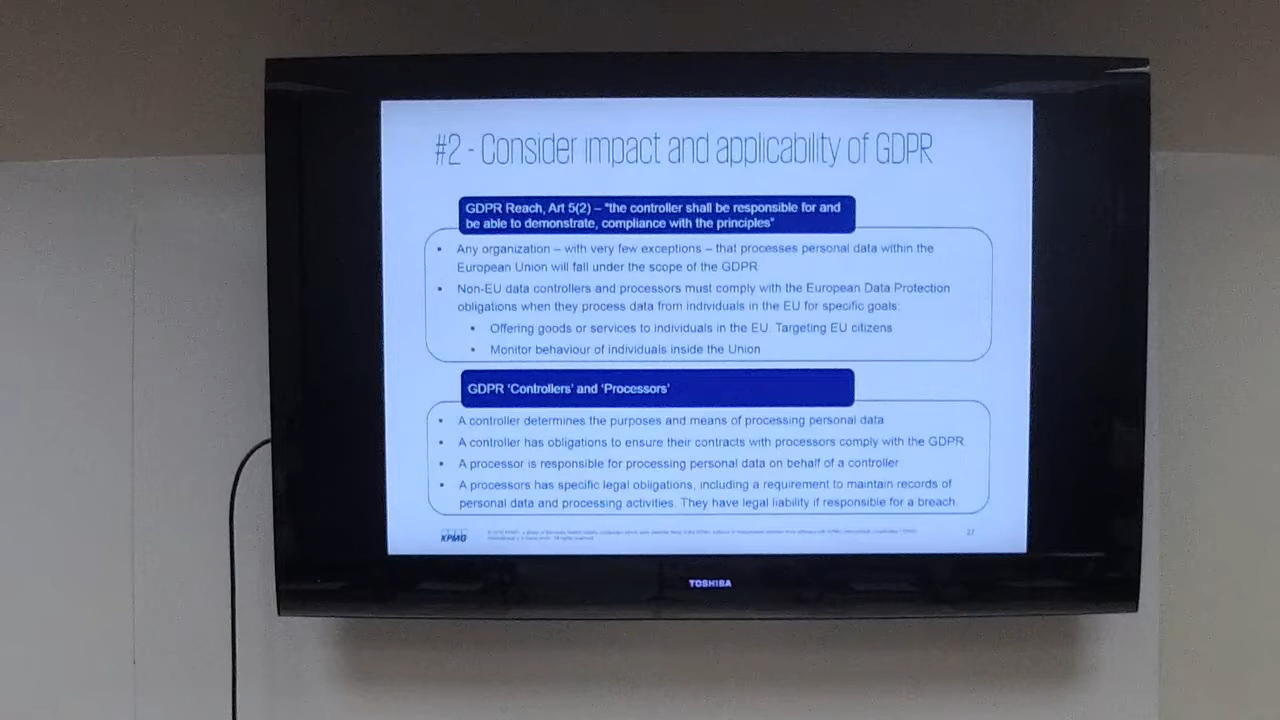 #2 - Consider impact and applicability of GDPR
GDPR Reach, Art 5(2) – "the controller shall be responsible for and
be able to demonstrate, compliance with the principles"
• Any organization – with very few exceptions – that processes personal data within the
European Union will fall under the scope of the GDPR
• Non-EU data controllers and processors must comply with the European Data Protection
obligations when they process data from individuals in the EU for specific goals:
• Offering goods or services to individuals in the EU. Targeting EU citizens
• Monitor behaviour of individuals inside the Union
GDPR 'Controllers' and 'Processors'
• A controller determines the purposes and means of processing personal data
• A controller has obligations to ensure their contracts with processors comply with the GDPR
• A processor is responsible for processing personal data on behalf of a controller
• A processors has specific legal obligations, including a requirement to maintain records of
personal data and processing activities. They have legal liability if responsible for a breach.
KPMG
27
TOSHIBA